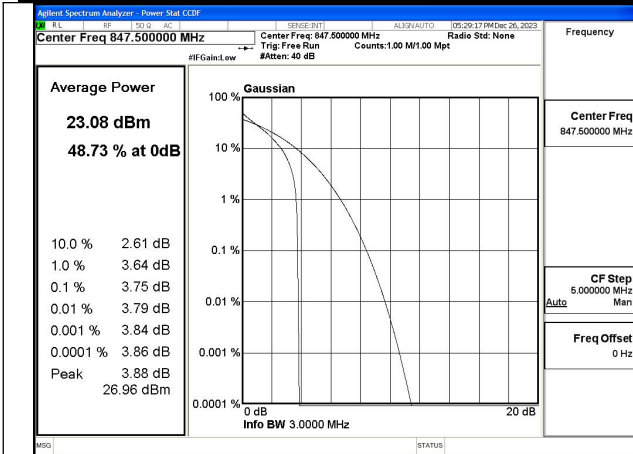 Agilent Spectrum Analyzer - Power Stat CCDF
RL RF 50 Ω AC SENSE:INT ALIGNAUTO 05:29:17 PM Dec 26, 2023
Center Freq 847.500000 MHz
Center Freq: 847.500000 MHz Radio Std: None
Trig: Free Run Counts:1.00 M/1.00 Mpt
#IFGain:Low #Atten: 40 dB
Frequency
Average Power
23.08 dBm
48.73 % at 0dB
10.0 % 2.61 dB
1.0 % 3.64 dB
0.1 % 3.75 dB
0.01 % 3.79 dB
0.001 % 3.84 dB
0.0001 % 3.86 dB
Peak 3.88 dB
26.96 dBm
Gaussian
100 %
10 %
1 %
0.1 %
0.01 %
0.001 %
0.0001 %
0 dB 20 dB
Info BW 3.0000 MHz
Center Freq
847.500000 MHz
CF Step
5.000000 MHz
Auto Man
Freq Offset
0 Hz
MSG STATUS